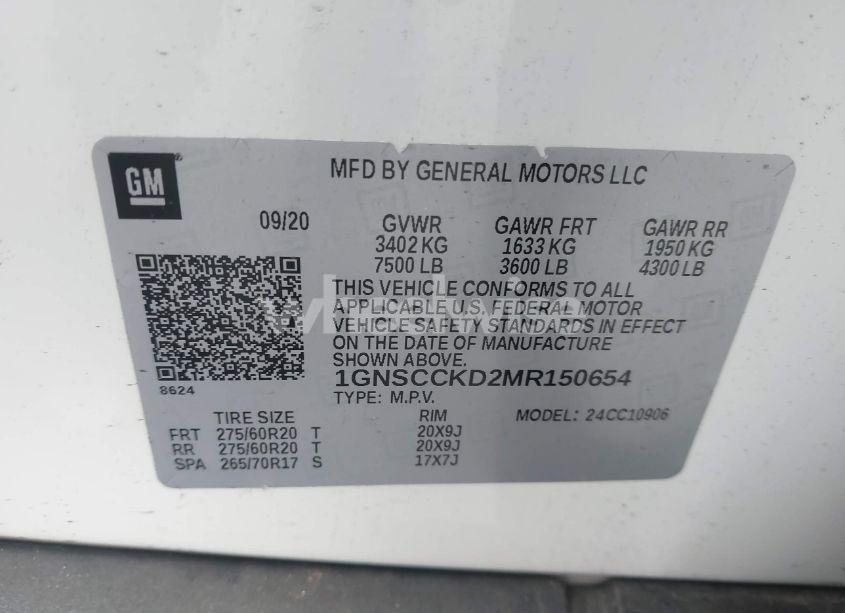 GM
MFD BY GENERAL MOTORS LLC
09/20
GVWR GAWR FRT GAWR RR
3402 KG 1633 KG 1950 KG
7500 LB 3600 LB 4300 LB
THIS VEHICLE CONFORMS TO ALL
APPLICABLE U.S. FEDERAL MOTOR
VEHICLE SAFETY STANDARDS IN EFFECT
ON THE DATE OF MANUFACTURE
SHOWN ABOVE.
8624
1GNSCCKD2MR150654
TYPE: M.P.V.
TIRE SIZE RIM MODEL: 24CC10906
FRT 275/60R20 T 20X9J
RR 275/60R20 T 20X9J
SPA 265/70R17 S 17X7J